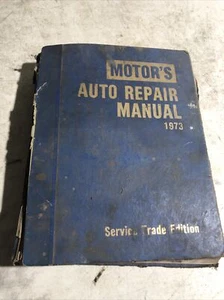 MOTOR'S
AUTO REPAIR
MANUAL
1973
Service Trade Edition